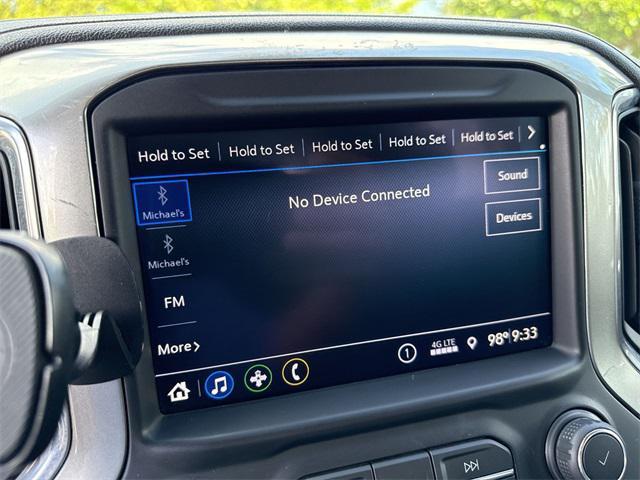 Hold to Set Hold to Set Hold to Set Hold to Set Hold to Set
Michael's
No Device Connected
Sound
Michael's
Devices
FM
More
1 4G LTE 98° 9:33